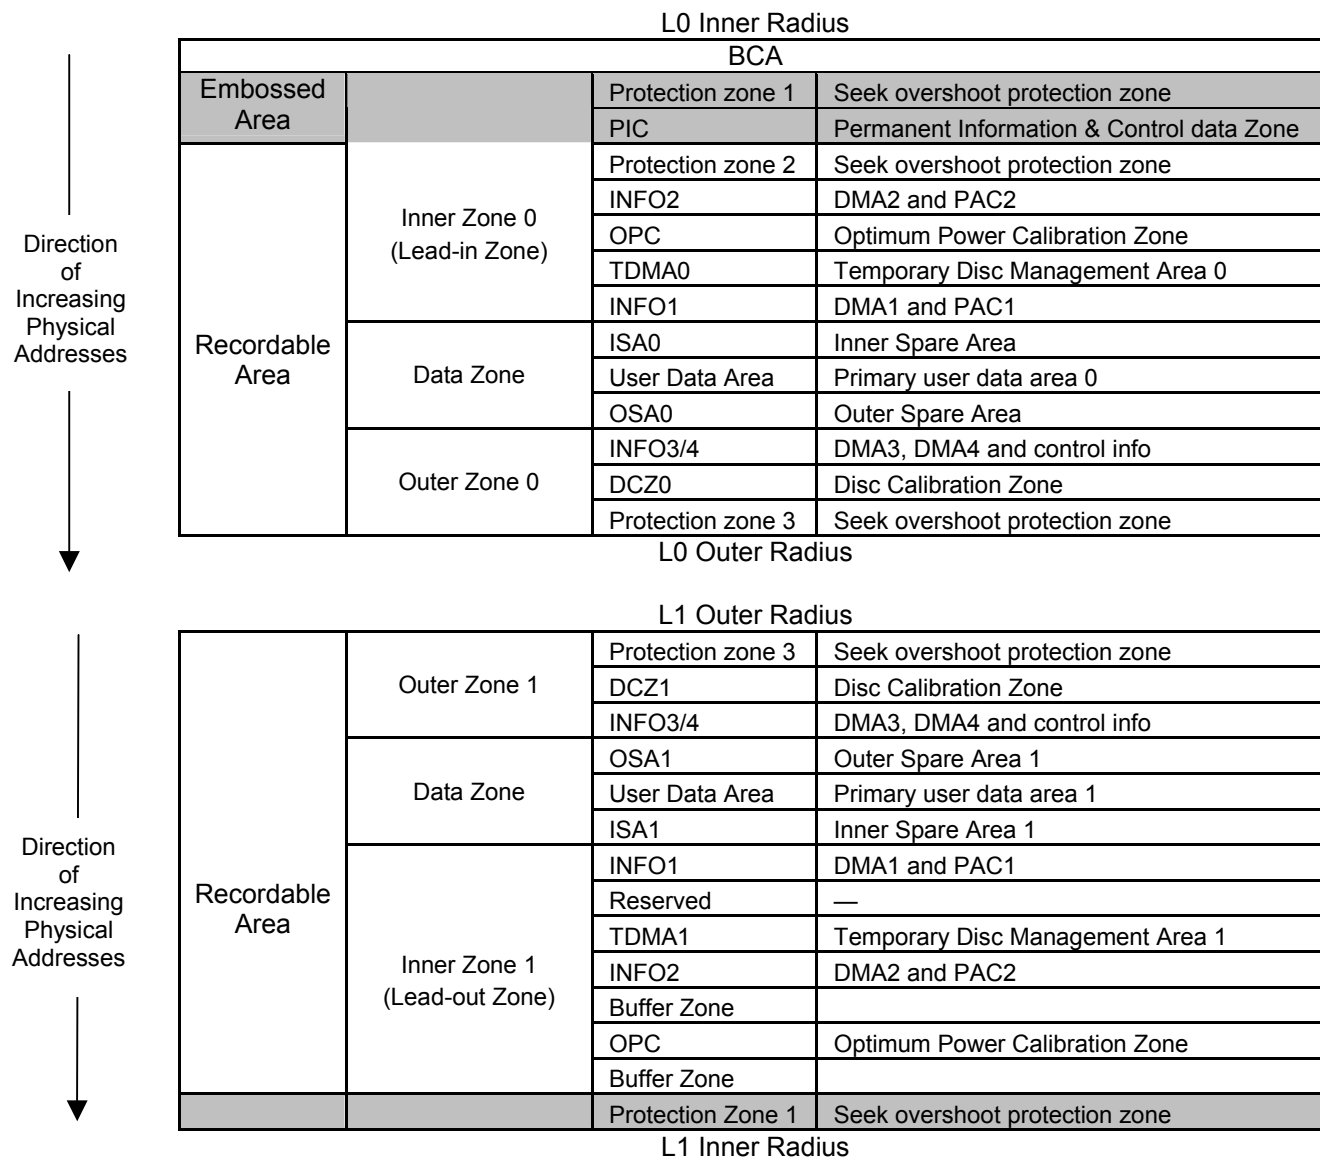 L0 Inner Radius
BCA
Embossed
Area
Protection zone 1 Seek overshoot protection zone
PIC Permanent Information & Control data Zone
Direction
of
Increasing
Physical
Addresses
Recordable
Area
Inner Zone 0
(Lead-in Zone)
Protection zone 2 Seek overshoot protection zone
INFO2 DMA2 and PAC2
OPC Optimum Power Calibration Zone
TDMA0 Temporary Disc Management Area 0
INFO1 DMA1 and PAC1
Data Zone
ISA0 Inner Spare Area
User Data Area Primary user data area 0
OSA0 Outer Spare Area
Outer Zone 0
INFO3/4 DMA3, DMA4 and control info
DCZ0 Disc Calibration Zone
Protection zone 3 Seek overshoot protection zone
L0 Outer Radius
L1 Outer Radius
Direction
of
Increasing
Physical
Addresses
Recordable
Area
Outer Zone 1
Protection zone 3 Seek overshoot protection zone
DCZ1 Disc Calibration Zone
INFO3/4 DMA3, DMA4 and control info
Data Zone
OSA1 Outer Spare Area 1
User Data Area Primary user data area 1
ISA1 Inner Spare Area 1
Inner Zone 1
(Lead-out Zone)
INFO1 DMA1 and PAC1
Reserved —
TDMA1 Temporary Disc Management Area 1
INFO2 DMA2 and PAC2
Buffer Zone
OPC Optimum Power Calibration Zone
Buffer Zone
Protection Zone 1 Seek overshoot protection zone
L1 Inner Radius